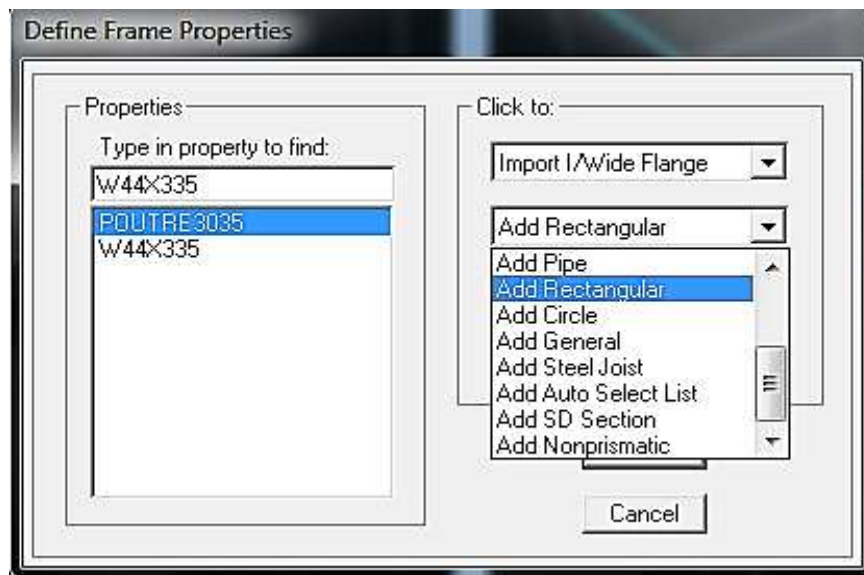 Define Frame Properties
Properties
Type in property to find:
W44X335
POUTRE3035
W44X335
Click to:
Import I/Wide Flange
Add Rectangular
Add Pipe
Add Rectangular
Add Circle
Add General
Add Steel Joist
Add Auto Select List
Add SD Section
Add Nonprismatic
Cancel